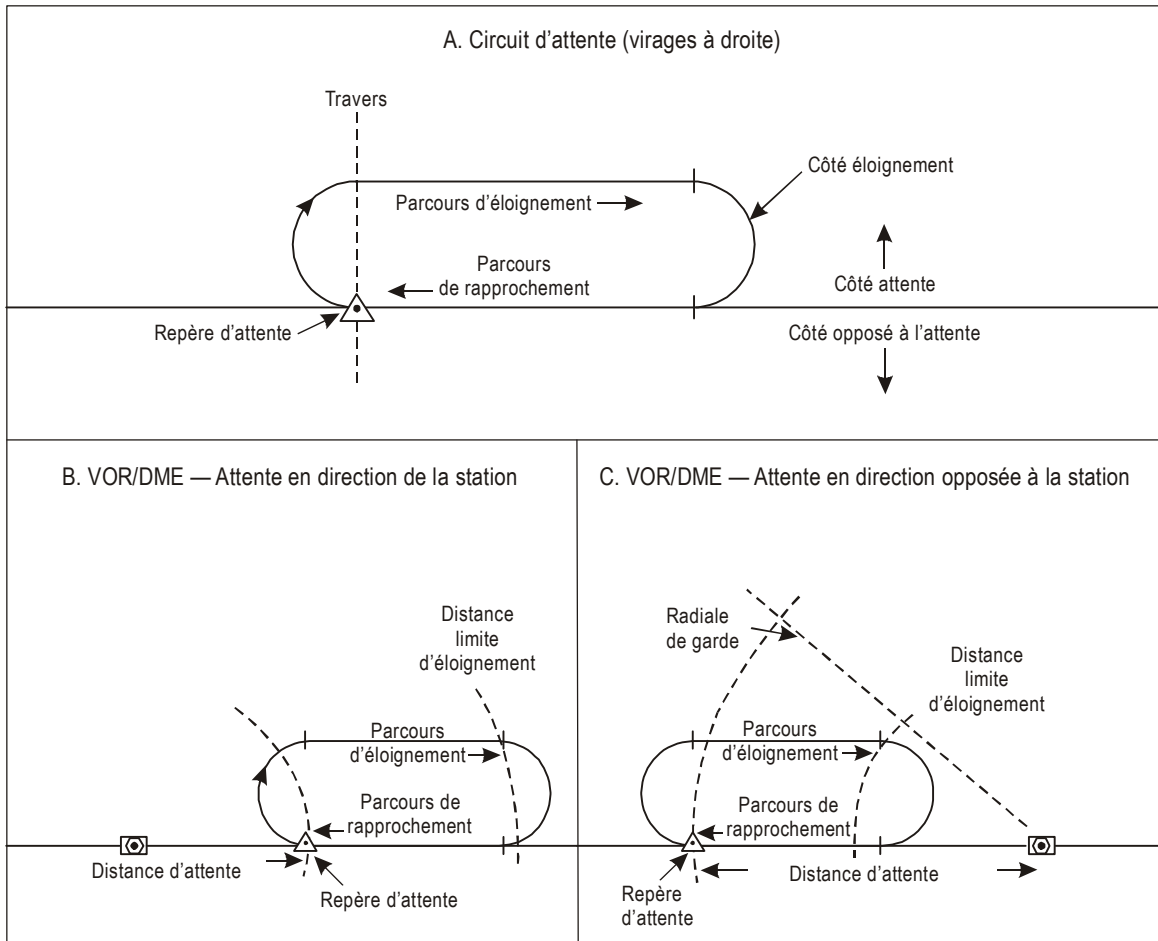 A. Circuit d'attente (virages à droite)
Travers
Côté éloignement
Parcours d'éloignement
Parcours
de rapprochement
Côté attente
Repère d'attente
Côté opposé à l'attente
B. VOR/DME — Attente en direction de la station
Distance
limite
d'éloignement
Parcours
d'éloignement
Parcours de
rapprochement
Distance d'attente
Repère d'attente
C. VOR/DME — Attente en direction opposée à la station
Radiale
de garde
Distance
limite
d'éloignement
Parcours
d'éloignement
Parcours de
rapprochement
Distance d'attente
Repère
d'attente